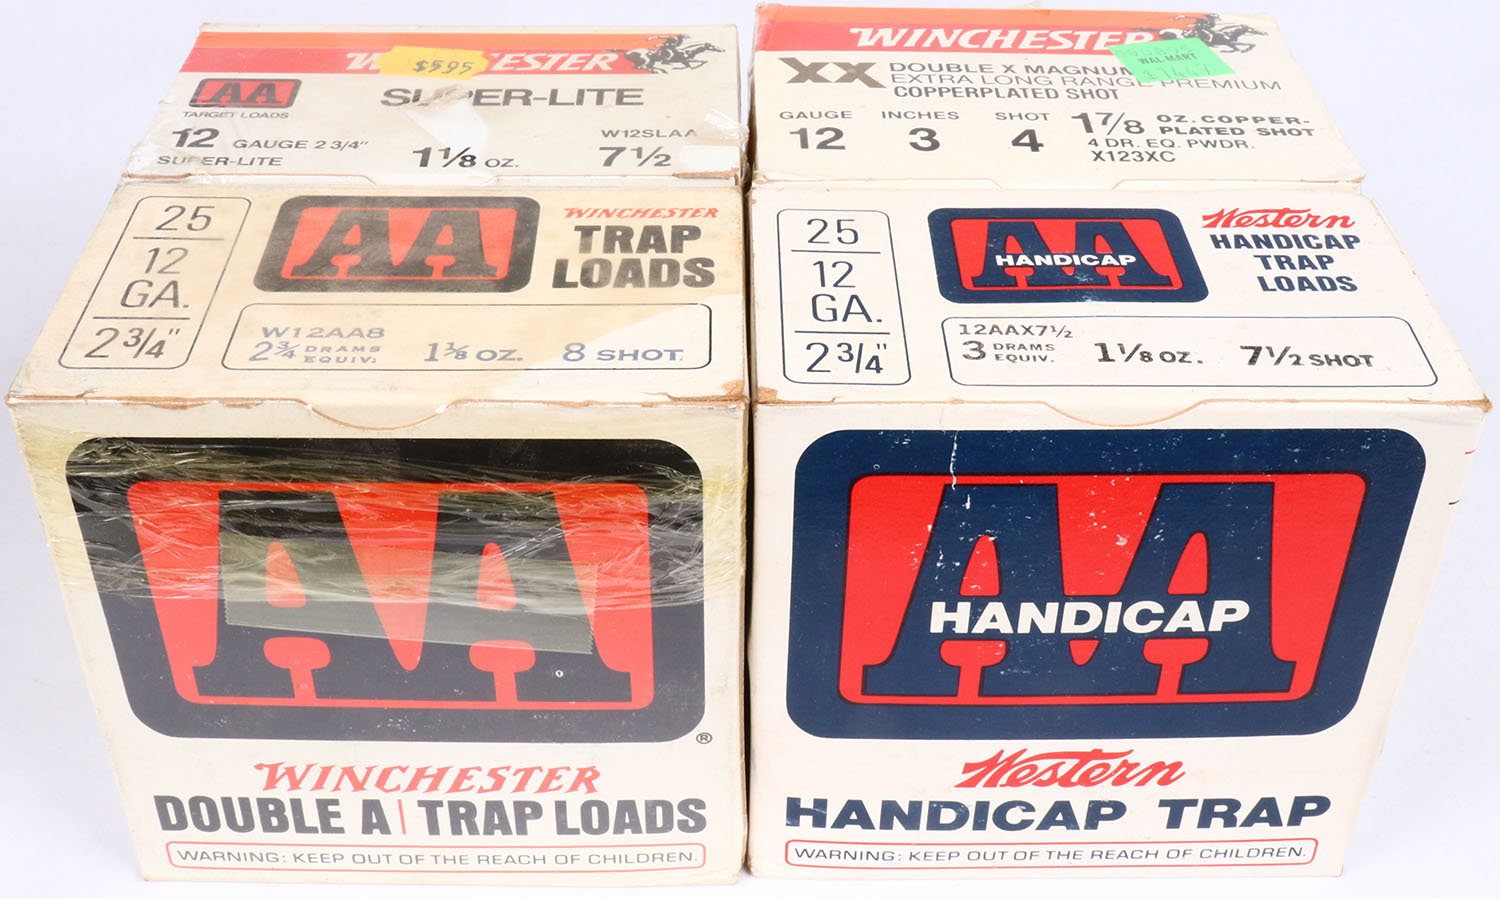 WINCHESTER
$5.95
AA
TARGET LOADS
SUPER-LITE
12 GAUGE 2 3/4"
SUPER-LITE
1 1/8 OZ.
W12SLAA
7 1/2
WINCHESTER
WAL-MART
XX DOUBLE X MAGNUM
EXTRA LONG RANGE PREMIUM
COPPERPLATED SHOT
GAUGE INCHES SHOT
12 3 4
1 7/8 OZ. COPPER-
PLATED SHOT
4 DR. EQ. PWDR.
X123XC
25
12
GA.
2 3/4"
AA
WINCHESTER
TRAP
LOADS
W12AA8
2 3/4 DRAMS EQUIV. 1 1/8 OZ. 8 SHOT
25
12
GA.
2 3/4"
AA
HANDICAP
Western
HANDICAP
TRAP
LOADS
12AAX7 1/2
3 DRAMS EQUIV. 1 1/8 OZ. 7 1/2 SHOT
AA
®
WINCHESTER
DOUBLE A | TRAP LOADS
WARNING: KEEP OUT OF THE REACH OF CHILDREN.
AA
HANDICAP
Western
HANDICAP TRAP
WARNING: KEEP OUT OF THE REACH OF CHILDREN.